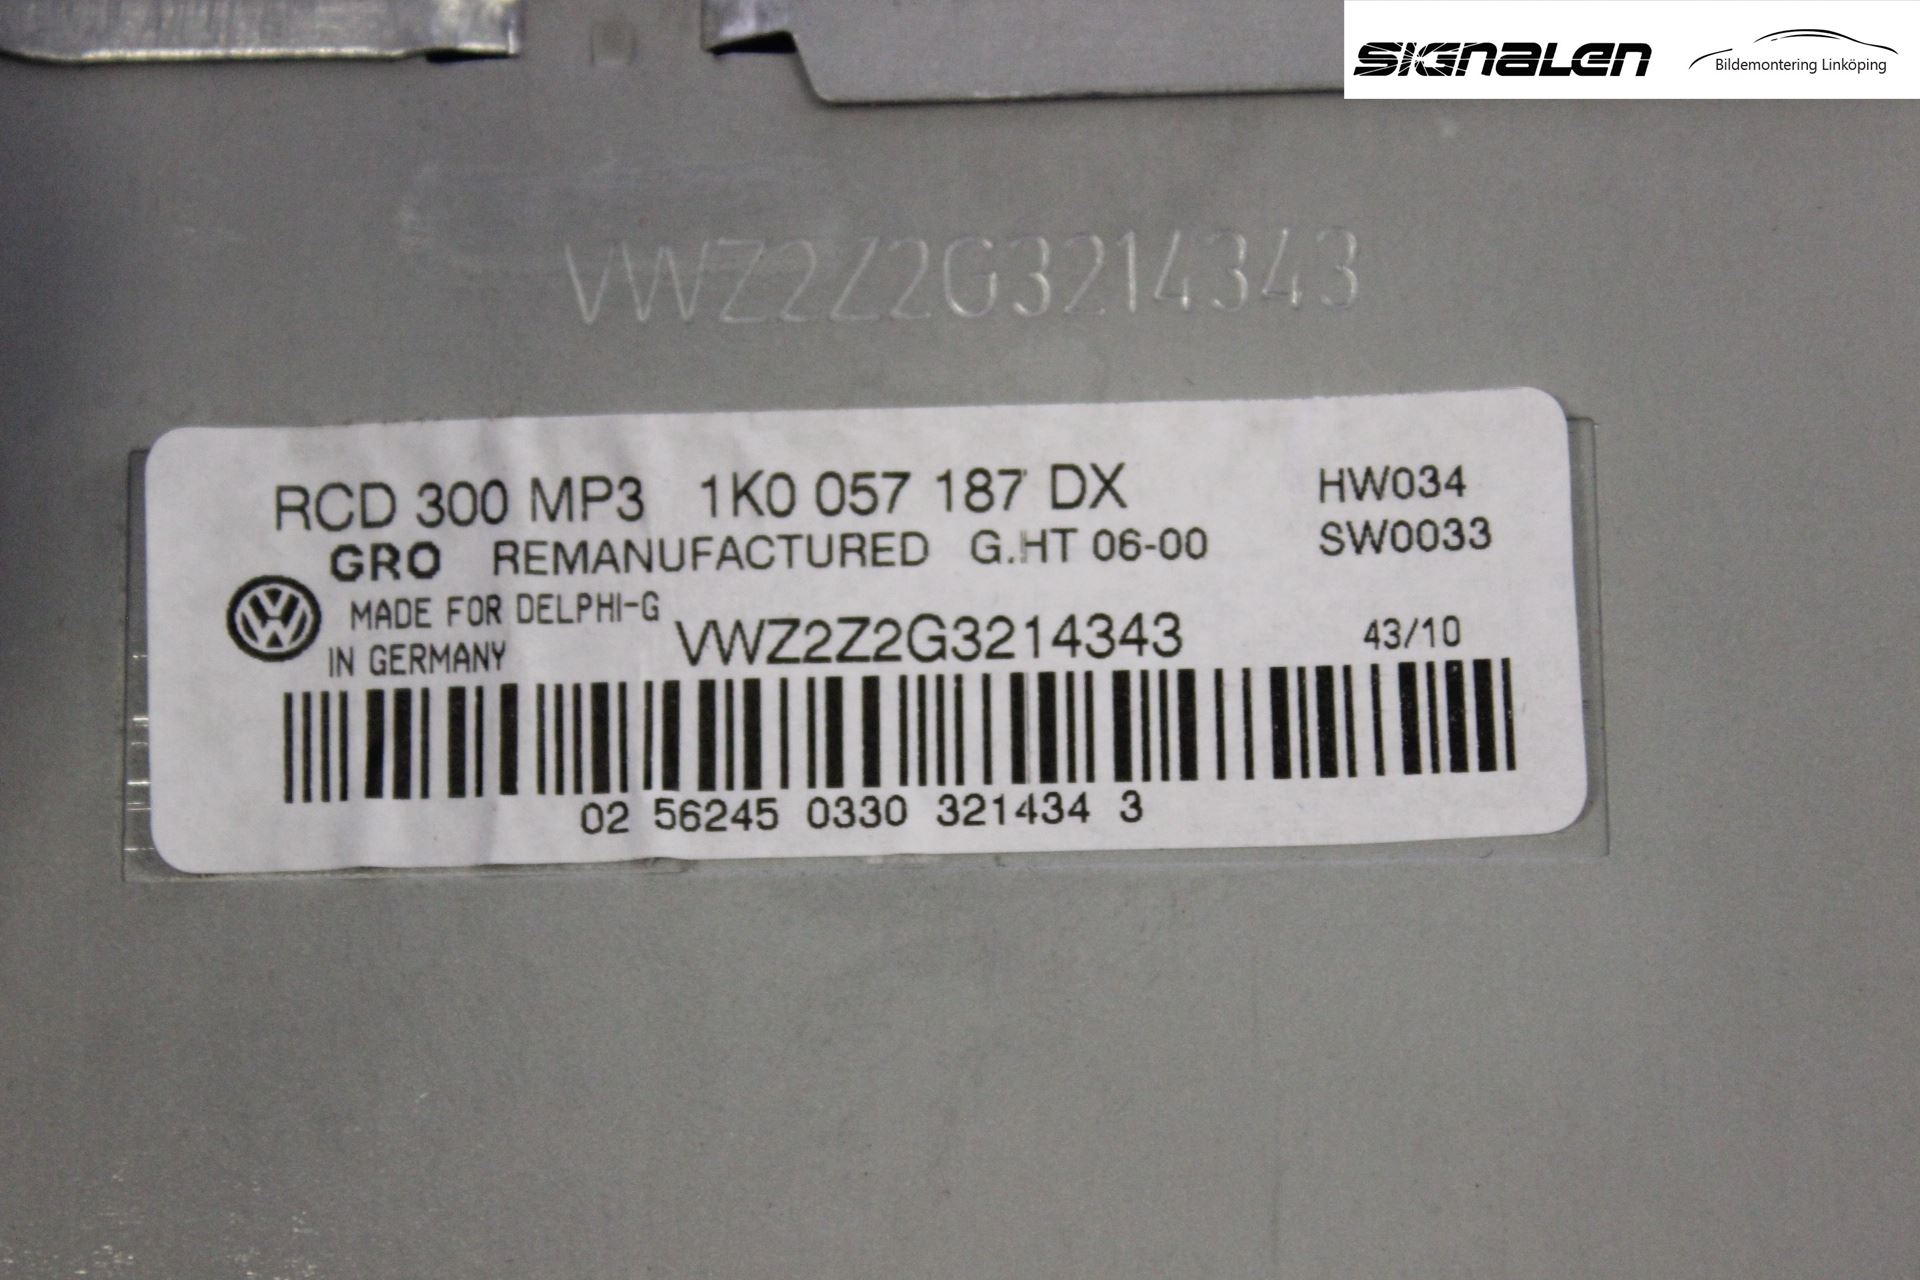 SIGNALEN
Bildemontering Linköping
VWZ2Z2G3214343
RCD 300 MP3 1K0 057 187 DX HW034
GRO REMANUFACTURED G.HT 06-00 SW0033
MADE FOR DELPHI-G
IN GERMANY VWZ2Z2G3214343 43/10
02 56245 0330 321434 3